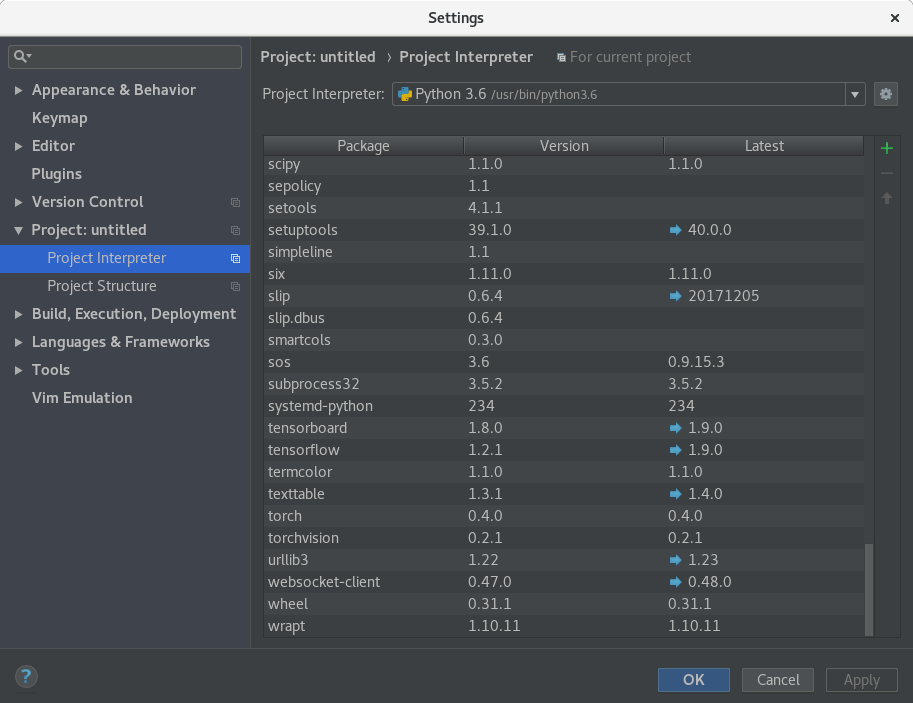 Settings
Project: untitled › Project Interpreter For current project
Appearance & Behavior
Keymap
Editor
Plugins
Version Control
Project: untitled
Project Interpreter
Project Structure
Build, Execution, Deployment
Languages & Frameworks
Tools
Vim Emulation
Project Interpreter: Python 3.6 /usr/bin/python3.6
Package Version Latest
scipy 1.1.0 1.1.0
sepolicy 1.1
setools 4.1.1
setuptools 39.1.0 40.0.0
simpleline 1.1
six 1.11.0 1.11.0
slip 0.6.4 20171205
slip.dbus 0.6.4
smartcols 0.3.0
sos 3.6 0.9.15.3
subprocess32 3.5.2 3.5.2
systemd-python 234 234
tensorboard 1.8.0 1.9.0
tensorflow 1.2.1 1.9.0
termcolor 1.1.0 1.1.0
texttable 1.3.1 1.4.0
torch 0.4.0 0.4.0
torchvision 0.2.1 0.2.1
urllib3 1.22 1.23
websocket-client 0.47.0 0.48.0
wheel 0.31.1 0.31.1
wrapt 1.10.11 1.10.11
? OK Cancel Apply